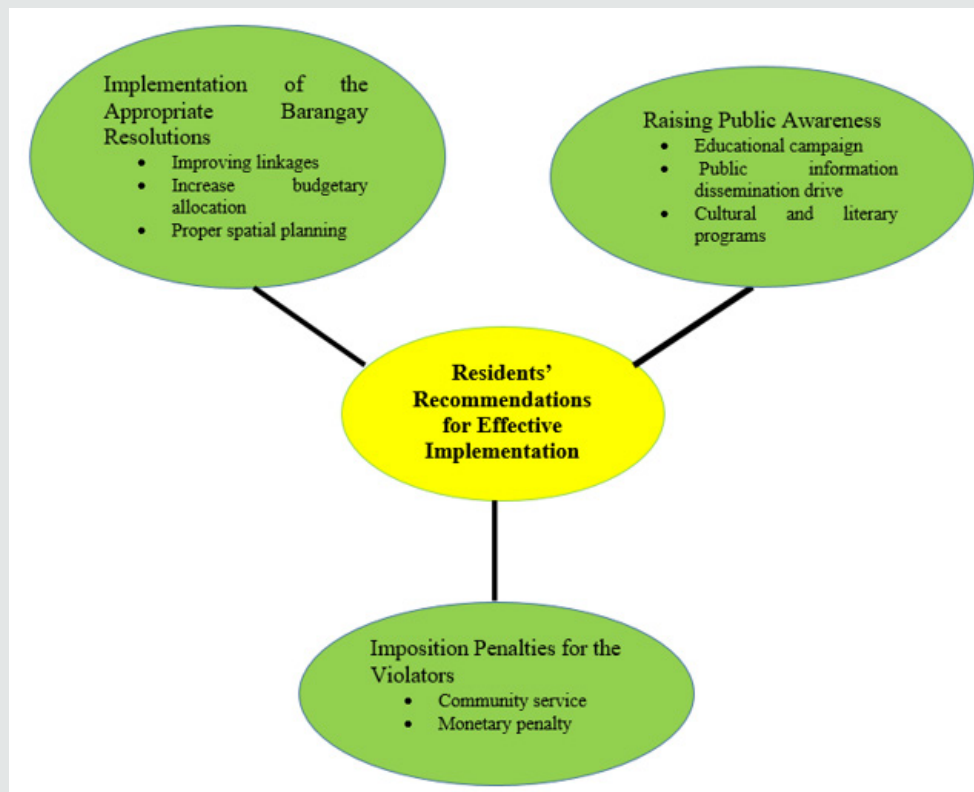 Implementation of the
Appropriate Barangay
Resolutions
• Improving linkages
• Increase budgetary
allocation
• Proper spatial planning
Raising Public Awareness
• Educational campaign
• Public information
dissemination drive
• Cultural and literary
programs
Residents’
Recommendations
for Effective
Implementation
Imposition Penalties for the
Violators
• Community service
• Monetary penalty